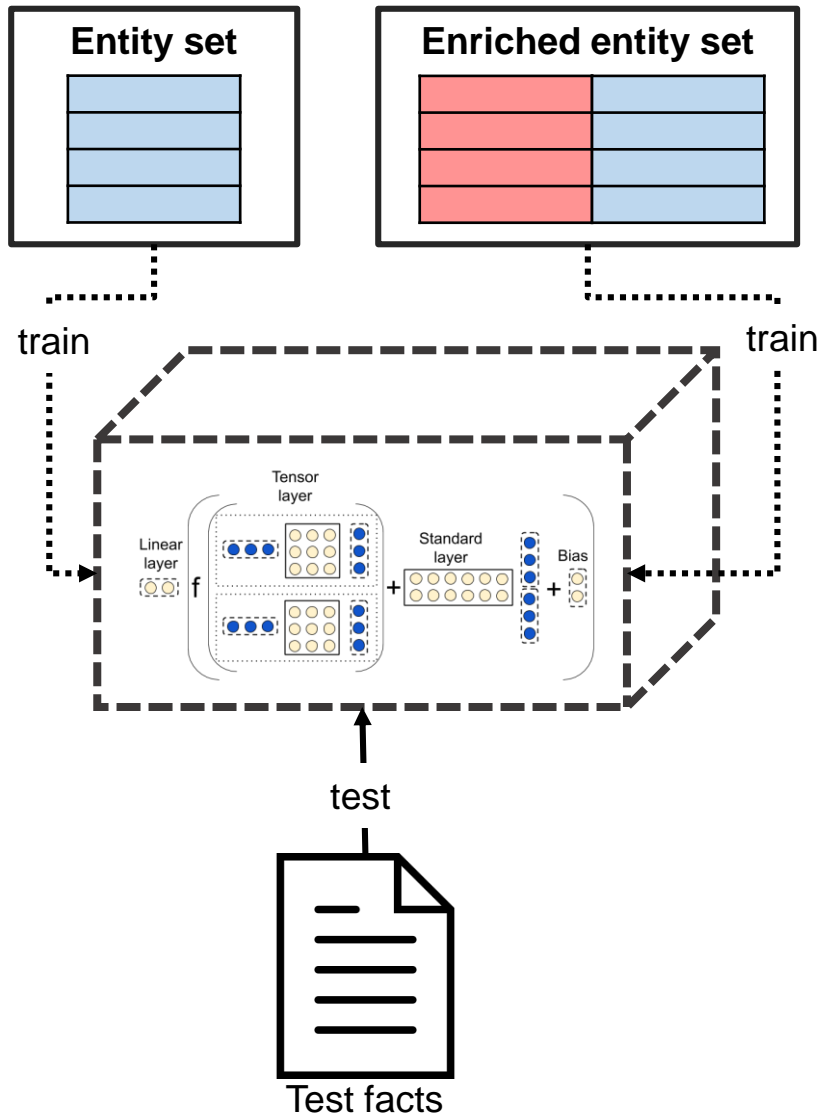 Entity set
Enriched entity set
train
train
Tensor
layer
Linear
layer
f
+
Standard
layer
+
Bias
test
Test facts